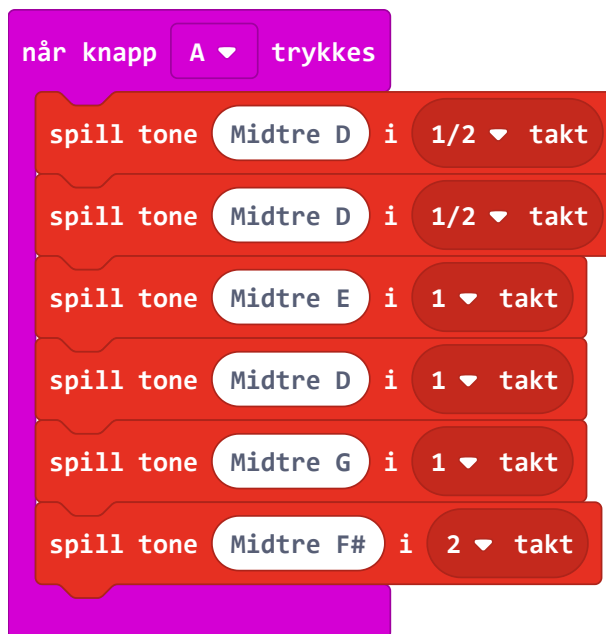 når knapp A trykkes
spill tone Midtre D i 1/2 takt
spill tone Midtre D i 1/2 takt
spill tone Midtre E i 1 takt
spill tone Midtre D i 1 takt
spill tone Midtre G i 1 takt
spill tone Midtre F# i 2 takt